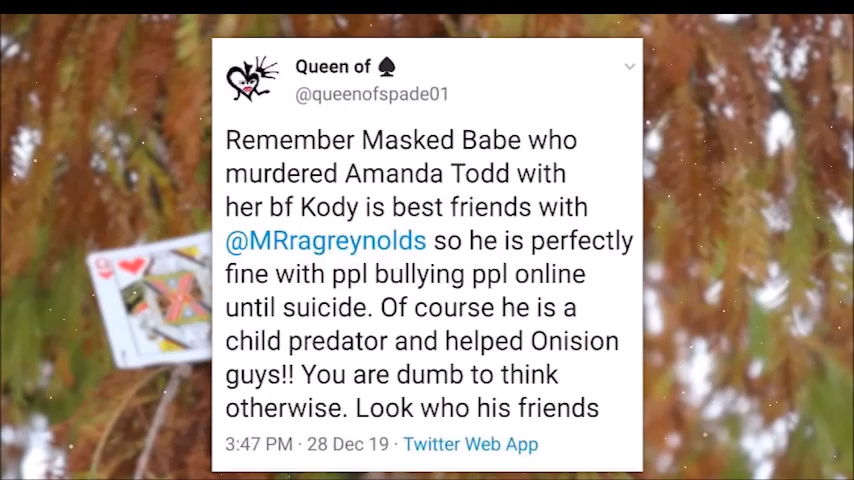 Queen of ♠
@queenofspade01
Remember Masked Babe who
murdered Amanda Todd with
her bf Kody is best friends with
@MRragreynolds so he is perfectly
fine with ppl bullying ppl online
until suicide. Of course he is a
child predator and helped Onision
guys!! You are dumb to think
otherwise. Look who his friends
3:47 PM · 28 Dec 19 · Twitter Web App